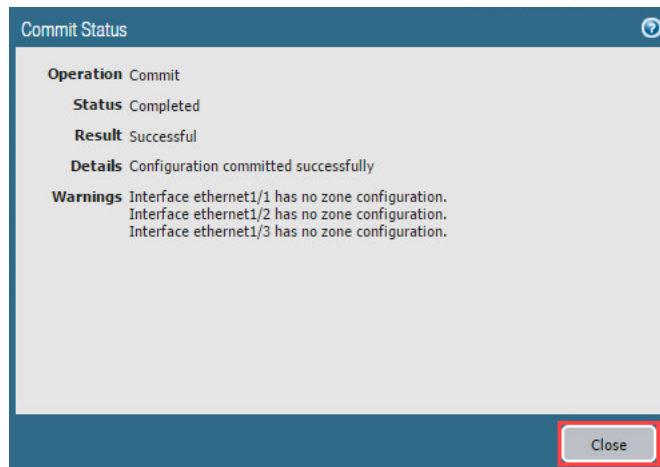 Commit Status
Operation Commit
Status Completed
Result Successful
Details Configuration committed successfully
Warnings Interface ethernet1/1 has no zone configuration.
Interface ethernet1/2 has no zone configuration.
Interface ethernet1/3 has no zone configuration.
Close